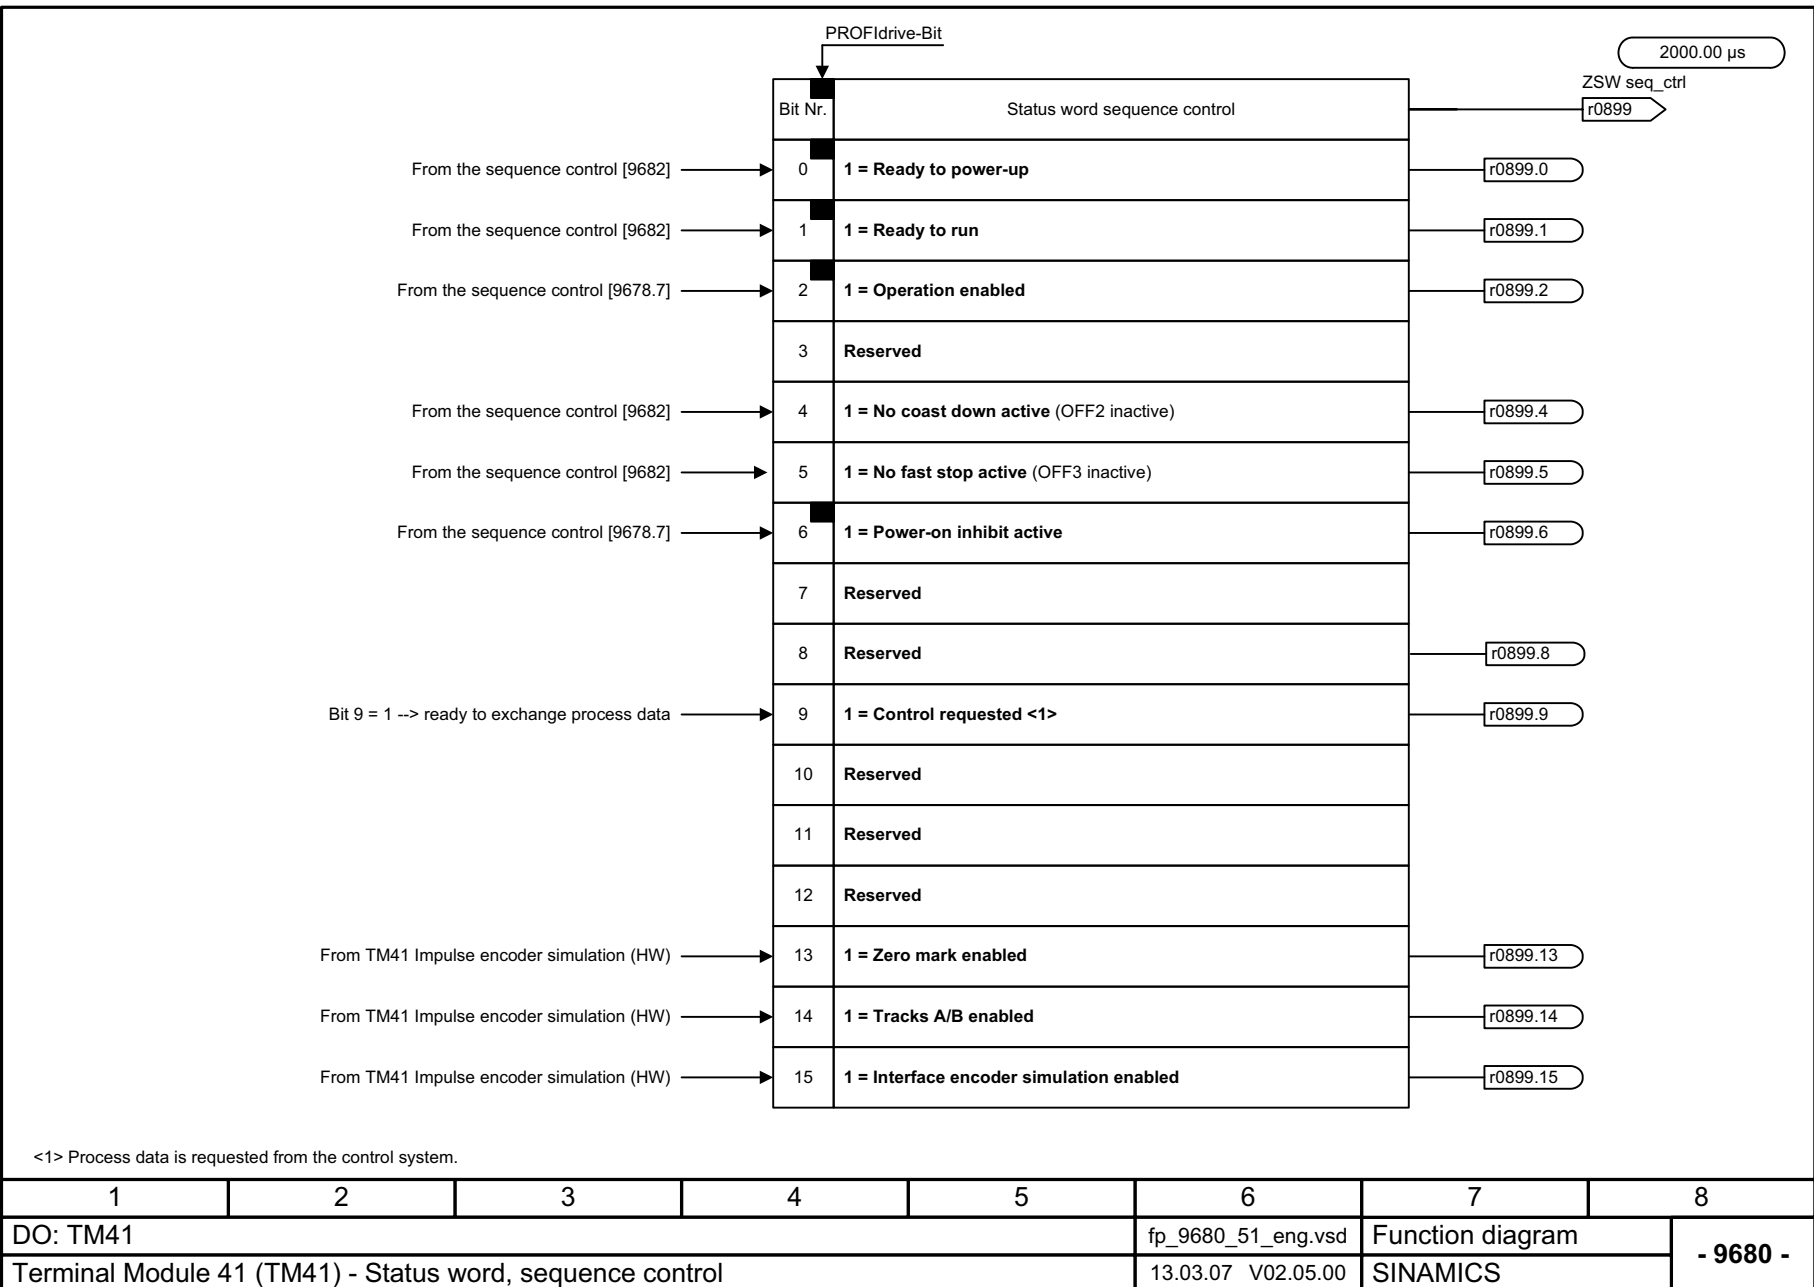 PROFIdrive-Bit
2000.00 µs
ZSW seq_ctrl
Bit Nr. Status word sequence control r0899
From the sequence control [9682] 0 1 = Ready to power-up r0899.0
From the sequence control [9682] 1 1 = Ready to run r0899.1
From the sequence control [9678.7] 2 1 = Operation enabled r0899.2
3 Reserved
From the sequence control [9682] 4 1 = No coast down active (OFF2 inactive) r0899.4
From the sequence control [9682] 5 1 = No fast stop active (OFF3 inactive) r0899.5
From the sequence control [9678.7] 6 1 = Power-on inhibit active r0899.6
7 Reserved
8 Reserved r0899.8
Bit 9 = 1 --> ready to exchange process data 9 1 = Control requested <1> r0899.9
10 Reserved
11 Reserved
12 Reserved
From TM41 Impulse encoder simulation (HW) 13 1 = Zero mark enabled r0899.13
From TM41 Impulse encoder simulation (HW) 14 1 = Tracks A/B enabled r0899.14
From TM41 Impulse encoder simulation (HW) 15 1 = Interface encoder simulation enabled r0899.15
<1> Process data is requested from the control system.
1 2 3 4 5 6 7 8
DO: TM41 fp_9680_51_eng.vsd Function diagram
- 9680 -
Terminal Module 41 (TM41) - Status word, sequence control 13.03.07 V02.05.00 SINAMICS